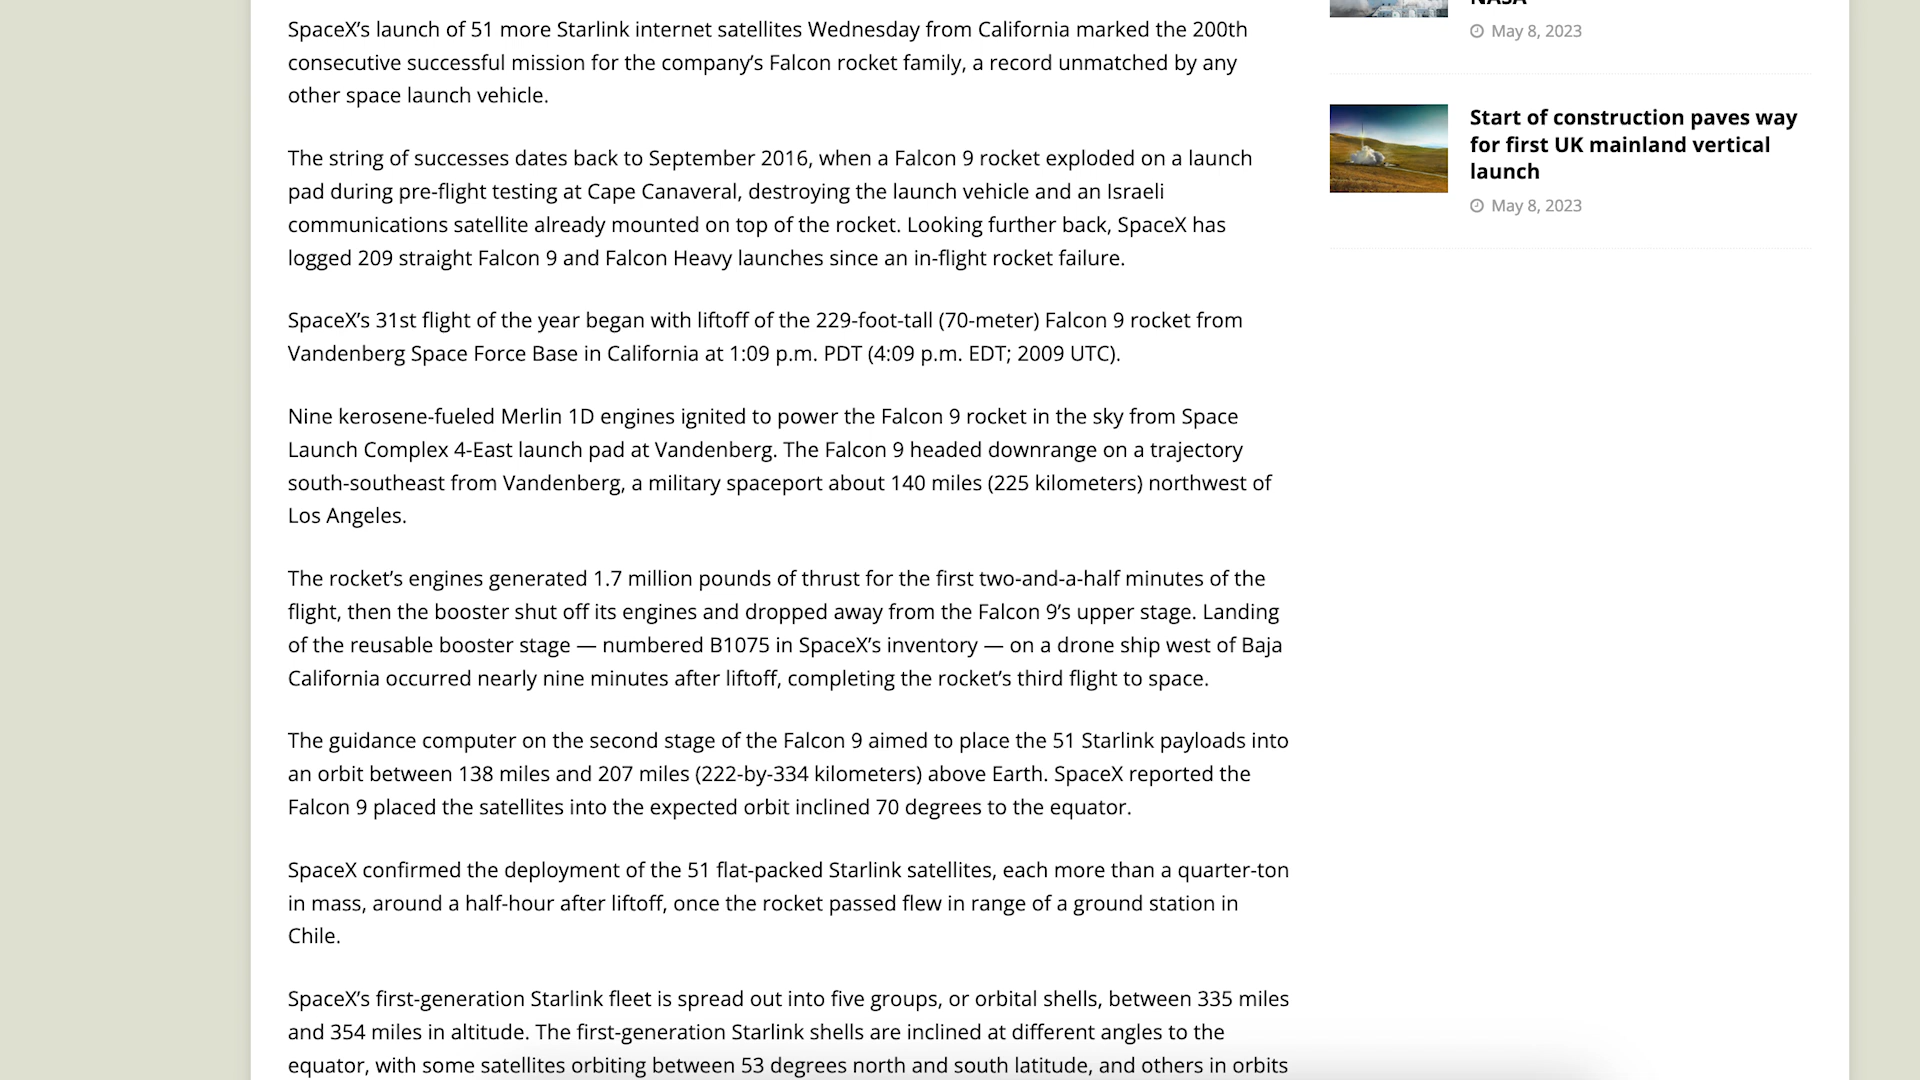 SpaceX’s launch of 51 more Starlink internet satellites Wednesday from California marked the 200th
consecutive successful mission for the company’s Falcon rocket family, a record unmatched by any
other space launch vehicle.
The string of successes dates back to September 2016, when a Falcon 9 rocket exploded on a launch
pad during pre-flight testing at Cape Canaveral, destroying the launch vehicle and an Israeli
communications satellite already mounted on top of the rocket. Looking further back, SpaceX has
logged 209 straight Falcon 9 and Falcon Heavy launches since an in-flight rocket failure.
SpaceX’s 31st flight of the year began with liftoff of the 229-foot-tall (70-meter) Falcon 9 rocket from
Vandenberg Space Force Base in California at 1:09 p.m. PDT (4:09 p.m. EDT; 2009 UTC).
Nine kerosene-fueled Merlin 1D engines ignited to power the Falcon 9 rocket in the sky from Space
Launch Complex 4-East launch pad at Vandenberg. The Falcon 9 headed downrange on a trajectory
south-southeast from Vandenberg, a military spaceport about 140 miles (225 kilometers) northwest of
Los Angeles.
The rocket’s engines generated 1.7 million pounds of thrust for the first two-and-a-half minutes of the
flight, then the booster shut off its engines and dropped away from the Falcon 9’s upper stage. Landing
of the reusable booster stage — numbered B1075 in SpaceX’s inventory — on a drone ship west of Baja
California occurred nearly nine minutes after liftoff, completing the rocket’s third flight to space.
The guidance computer on the second stage of the Falcon 9 aimed to place the 51 Starlink payloads into
an orbit between 138 miles and 207 miles (222-by-334 kilometers) above Earth. SpaceX reported the
Falcon 9 placed the satellites into the expected orbit inclined 70 degrees to the equator.
SpaceX confirmed the deployment of the 51 flat-packed Starlink satellites, each more than a quarter-ton
in mass, around a half-hour after liftoff, once the rocket passed flew in range of a ground station in
Chile.
SpaceX’s first-generation Starlink fleet is spread out into five groups, or orbital shells, between 335 miles
and 354 miles in altitude. The first-generation Starlink shells are inclined at different angles to the
equator, with some satellites orbiting between 53 degrees north and south latitude, and others in orbits
NASA
May 8, 2023
Start of construction paves way
for first UK mainland vertical
launch
May 8, 2023